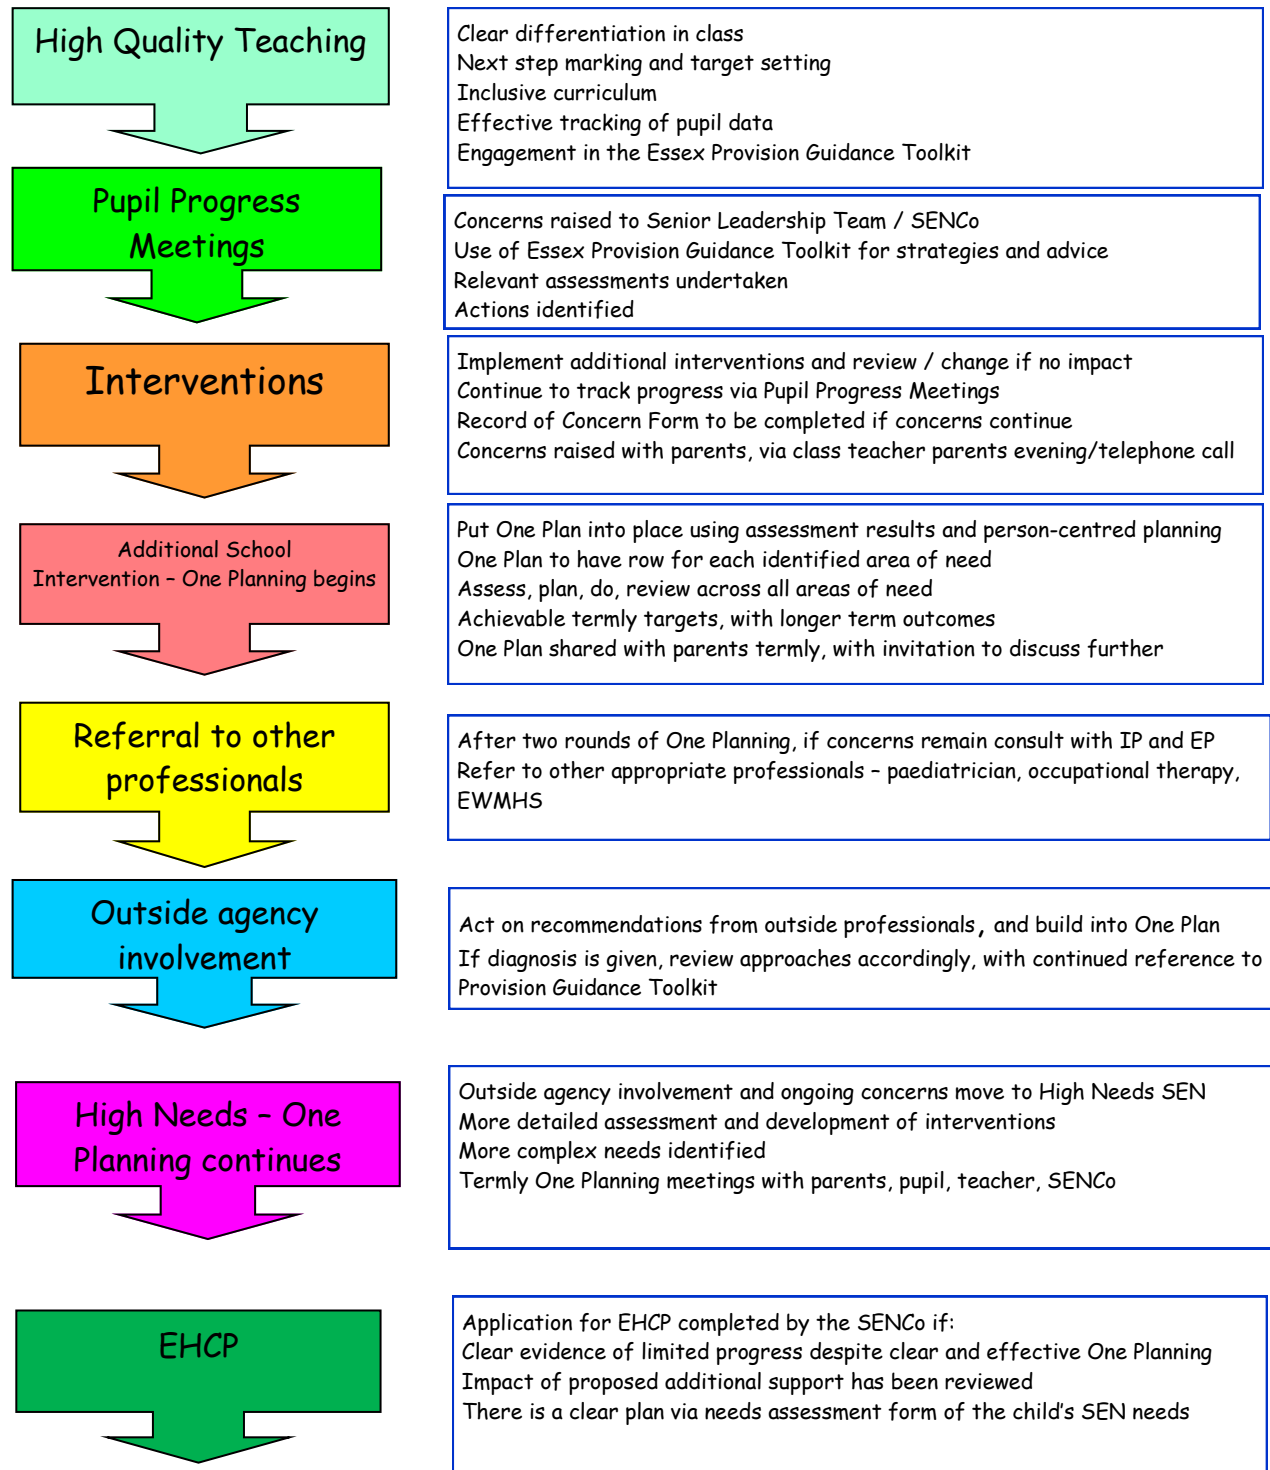 High Quality Teaching
Clear differentiation in class
Next step marking and target setting
Inclusive curriculum
Effective tracking of pupil data
Engagement in the Essex Provision Guidance Toolkit
Pupil Progress
Meetings
Concerns raised to Senior Leadership Team / SENCo
Use of Essex Provision Guidance Toolkit for strategies and advice
Relevant assessments undertaken
Actions identified
Interventions
Implement additional interventions and review / change if no impact
Continue to track progress via Pupil Progress Meetings
Record of Concern Form to be completed if concerns continue
Concerns raised with parents, via class teacher parents evening/telephone call
Additional School
Intervention – One Planning begins
Put One Plan into place using assessment results and person-centred planning
One Plan to have row for each identified area of need
Assess, plan, do, review across all areas of need
Achievable termly targets, with longer term outcomes
One Plan shared with parents termly, with invitation to discuss further
Referral to other
professionals
After two rounds of One Planning, if concerns remain consult with IP and EP
Refer to other appropriate professionals – paediatrician, occupational therapy,
EWMHS
Outside agency
involvement
Act on recommendations from outside professionals, and build into One Plan
If diagnosis is given, review approaches accordingly, with continued reference to
Provision Guidance Toolkit
High Needs – One
Planning continues
Outside agency involvement and ongoing concerns move to High Needs SEN
More detailed assessment and development of interventions
More complex needs identified
Termly One Planning meetings with parents, pupil, teacher, SENCo
EHCP
Application for EHCP completed by the SENCo if:
Clear evidence of limited progress despite clear and effective One Planning
Impact of proposed additional support has been reviewed
There is a clear plan via needs assessment form of the child's SEN needs